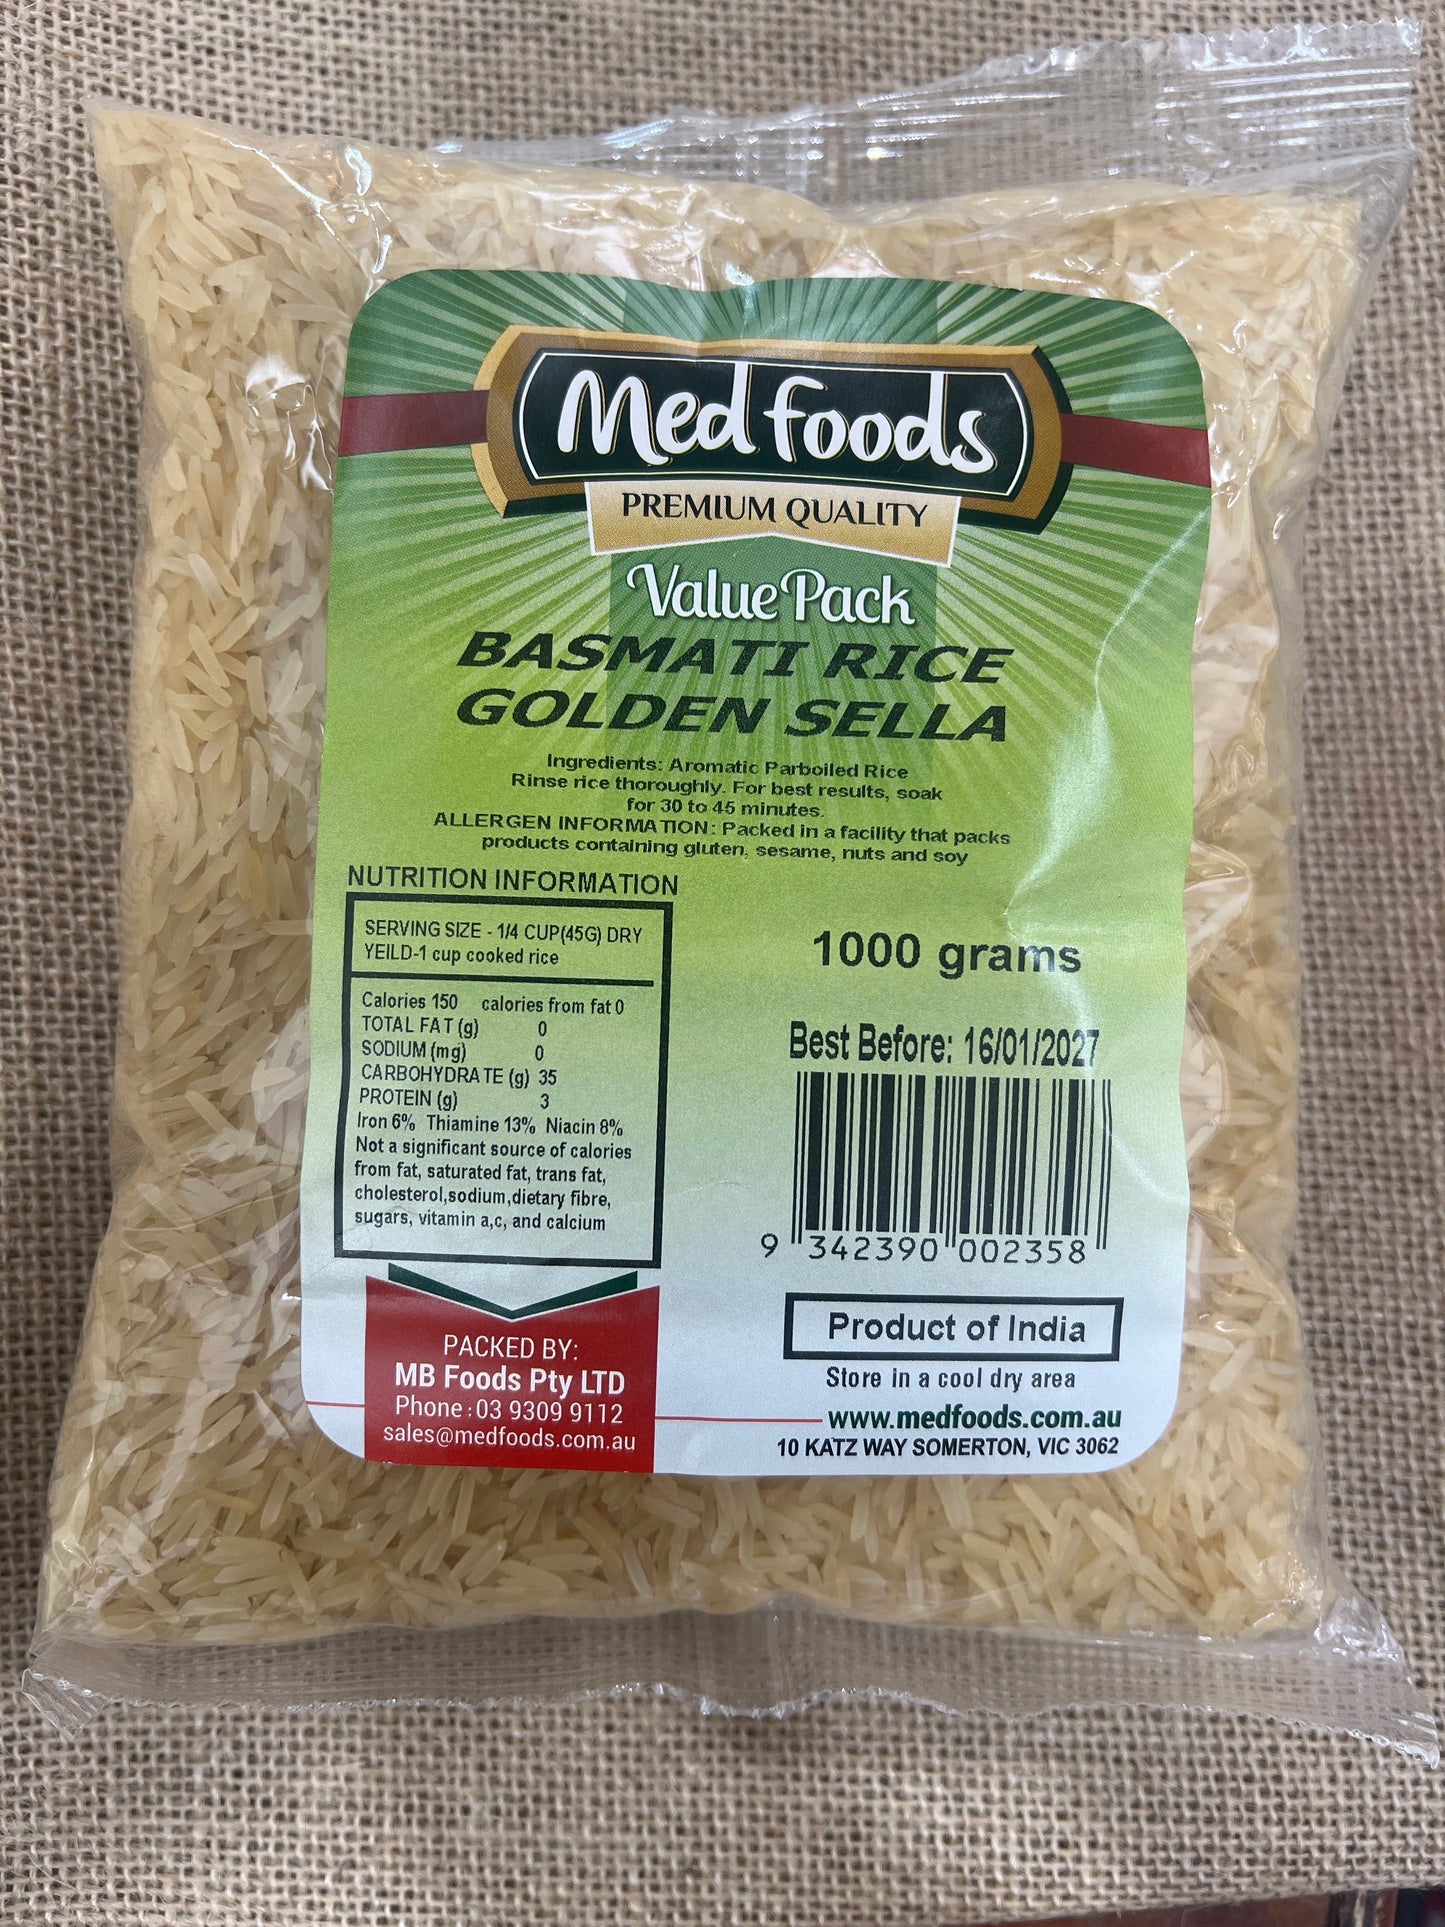 Med foods
PREMIUM QUALITY
Value Pack
BASMATI RICE
GOLDEN SELLA
Ingredients: Aromatic Parboiled Rice
Rinse rice thoroughly. For best results, soak
for 30 to 45 minutes.
ALLERGEN INFORMATION: Packed in a facility that packs
products containing gluten, sesame, nuts and soy
NUTRITION INFORMATION
SERVING SIZE - 1/4 CUP(45G) DRY
YEILD-1 cup cooked rice
Calories 150 calories from fat 0
TOTAL FAT (g) 0
SODIUM (mg) 0
CARBOHYDRATE (g) 35
PROTEIN (g) 3
Iron 6% Thiamine 13% Niacin 8%
Not a significant source of calories
from fat, saturated fat, trans fat,
cholesterol,sodium,dietary fibre,
sugars, vitamin a,c, and calcium
PACKED BY:
MB Foods Pty LTD
Phone : 03 9309 9112
sales@medfoods.com.au
1000 grams
Best Before: 16/01/2027
9 342390 002358
Product of India
Store in a cool dry area
www.medfoods.com.au
10 KATZ WAY SOMERTON, VIC 3062